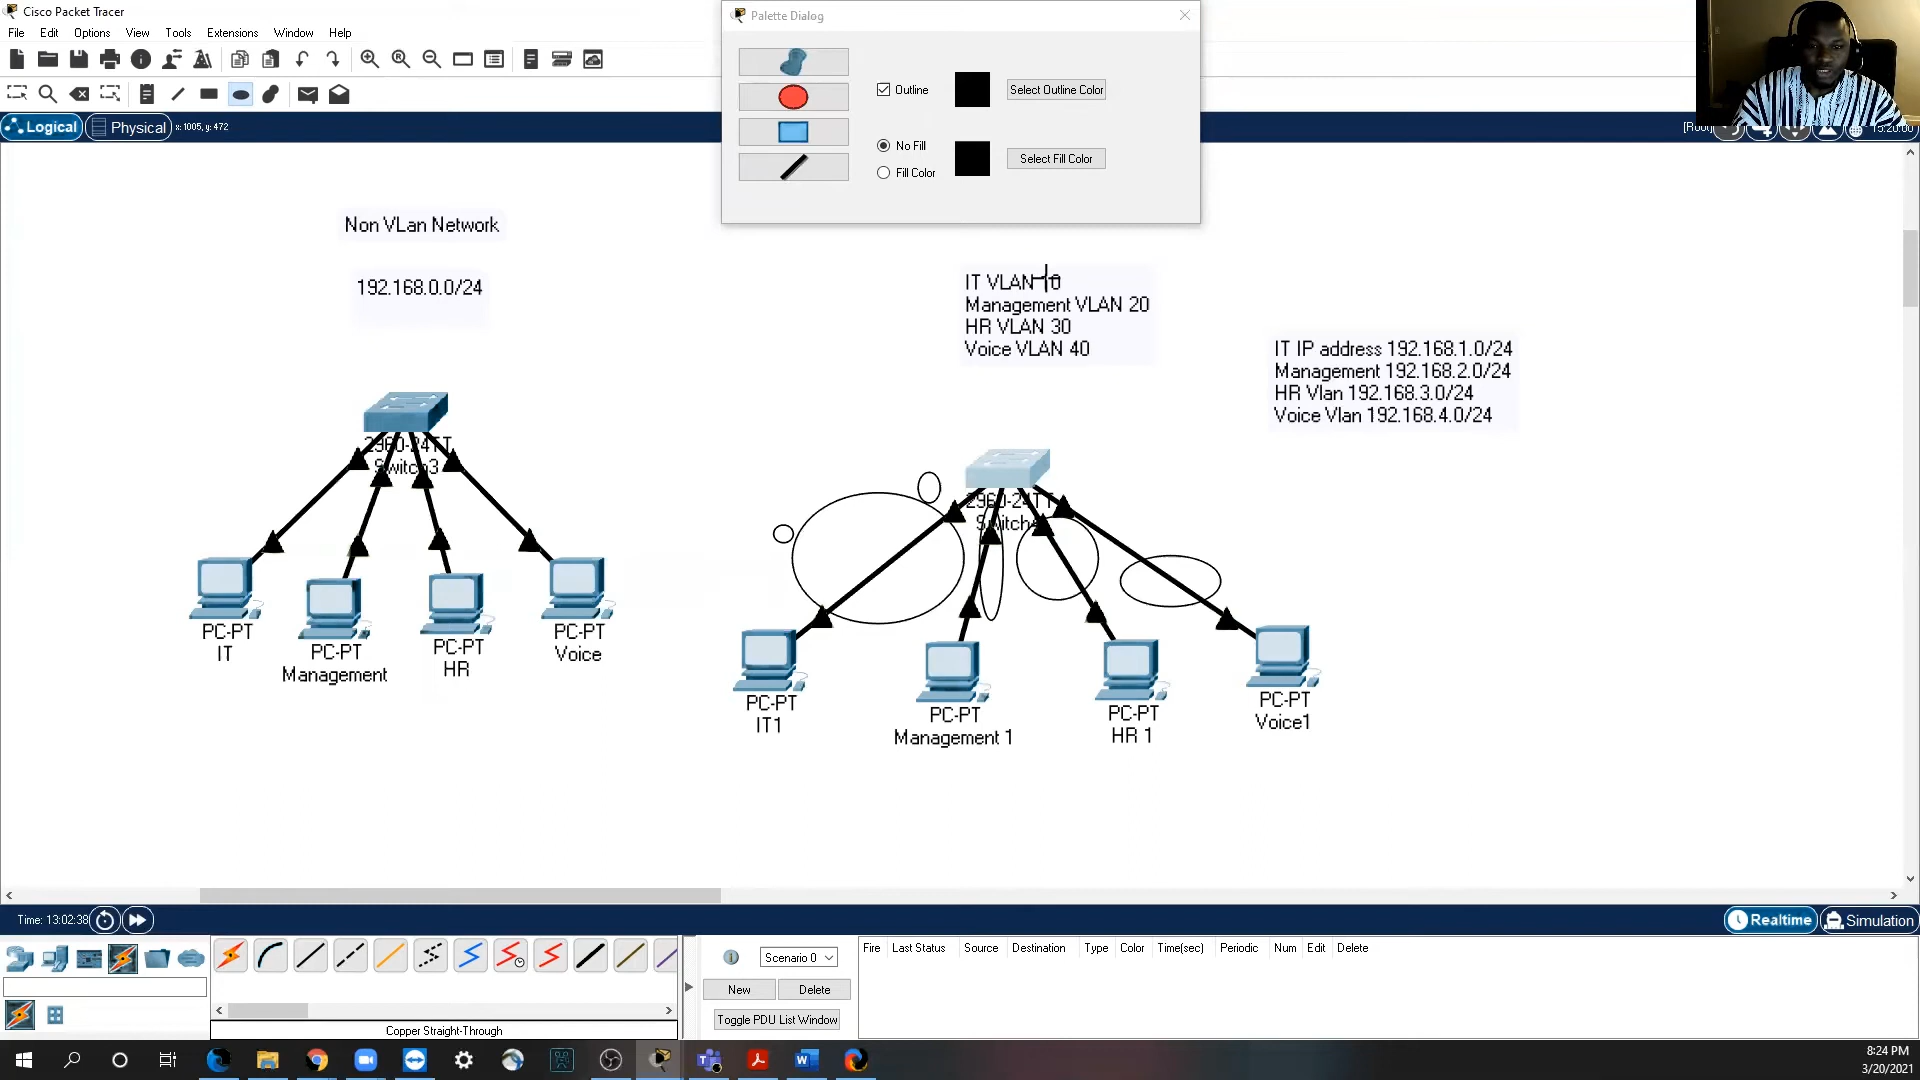 Cisco Packet Tracer
File Edit Options View Tools Extensions Window Help
Palette Dialog
Outline
Select Outline Color
No Fill
Fill Color
Select Fill Color
Logical
Physical
x: 1005, y: 472
[Root]
15:20:00
Non VLan Network
192.168.0.0/24
IT VLAN 10
Management VLAN 20
HR VLAN 30
Voice VLAN 40
IT IP address 192.168.1.0/24
Management 192.168.2.0/24
HR Vlan 192.168.3.0/24
Voice Vlan 192.168.4.0/24
2960-24TT
Switch3
2960-24TT
PC-PT
IT
PC-PT
Management
PC-PT
HR
PC-PT
Voice
PC-PT
IT1
PC-PT
Management 1
PC-PT
HR 1
PC-PT
Voice1
Time: 13:02:38
Realtime
Simulation
Scenario 0
New
Delete
Toggle PDU List Window
Fire Last Status Source Destination Type Color Time(sec) Periodic Num Edit Delete
Copper Straight-Through
8:24 PM
3/20/2021